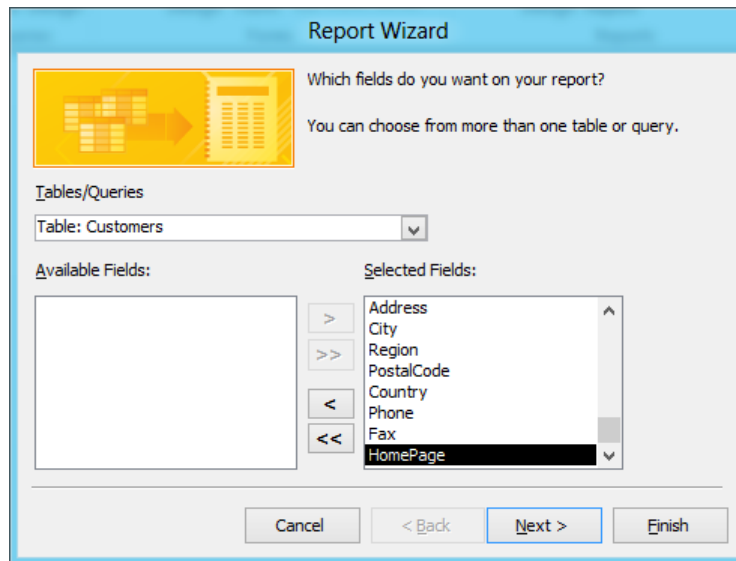 Report Wizard
Which fields do you want on your report?
You can choose from more than one table or query.
Tables/Queries
Table: Customers
Available Fields:
Selected Fields:
>
>>
<
<<
Address
City
Region
PostalCode
Country
Phone
Fax
HomePage
Cancel
< Back
Next >
Finish